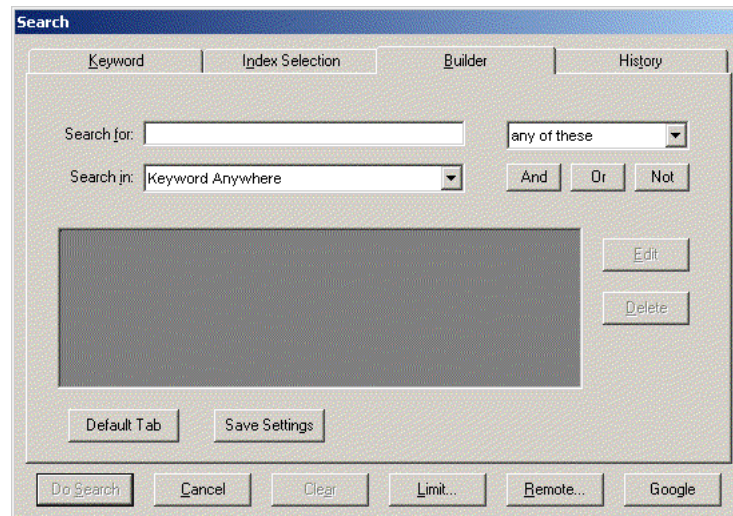 Search
Keyword Index Selection Builder History
Search for: any of these
Search in: Keyword Anywhere And Or Not
Edit
Delete
Default Tab Save Settings
Do Search Cancel Clear Limit... Remote... Google